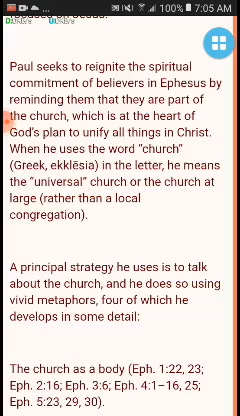 100% 7:05 AM
Paul seeks to reignite the spiritual
commitment of believers in Ephesus by
reminding them that they are part of
the church, which is at the heart of
God's plan to unify all things in Christ.
When he uses the word "church"
(Greek, ekklēsia) in the letter, he means
the "universal" church or the church at
large (rather than a local
congregation).
A principal strategy he uses is to talk
about the church, and he does so using
vivid metaphors, four of which he
develops in some detail:
The church as a body (Eph. 1:22, 23;
Eph. 2:16; Eph. 3:6; Eph. 4:1–16, 25;
Eph. 5:23, 29, 30).